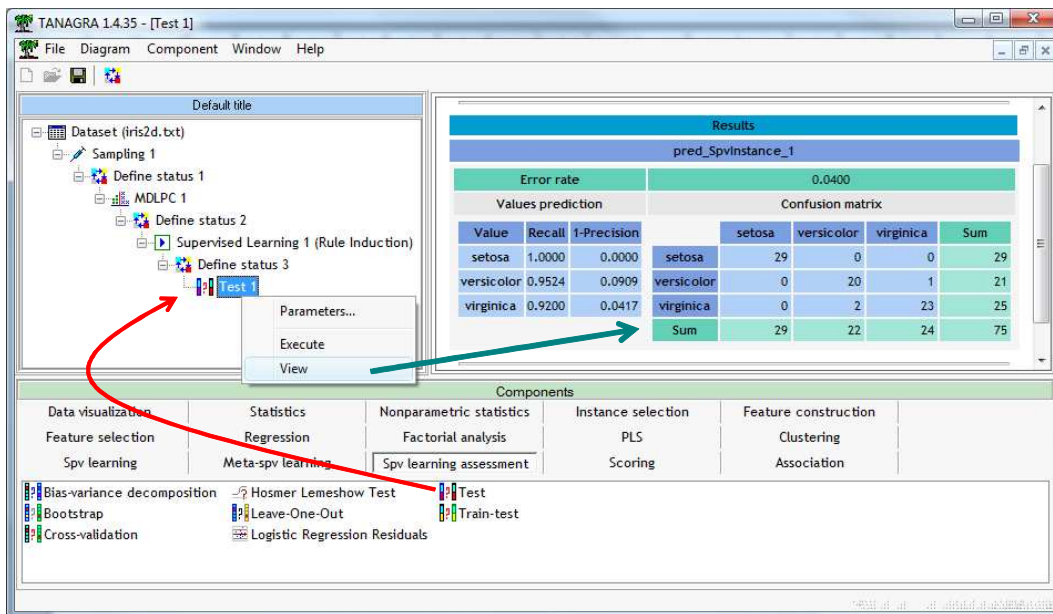 TANAGRA 1.4.35 - [Test 1]
File Diagram Component Window Help
Default title
Dataset (iris2d.txt)
Sampling 1
Define status 1
MDLPC 1
Define status 2
Supervised Learning 1 (Rule Induction)
Define status 3
Test 1
Parameters...
Execute
View
Results
pred_SpvInstance_1
Error rate 0.0400
Values prediction Confusion matrix
Value Recall 1-Precision setosa versicolor virginica Sum
setosa 1.0000 0.0000 setosa 29 0 0 29
versicolor 0.9524 0.0909 versicolor 0 20 1 21
virginica 0.9200 0.0417 virginica 0 2 23 25
Sum 29 22 24 75
Components
Data visualization Statistics Nonparametric statistics Instance selection Feature construction
Feature selection Regression Factorial analysis PLS Clustering
Spv learning Meta-spv learning Spv learning assessment Scoring Association
Bias-variance decomposition Hosmer Lemeshow Test Test
Bootstrap Leave-One-Out Train-test
Cross-validation Logistic Regression Residuals